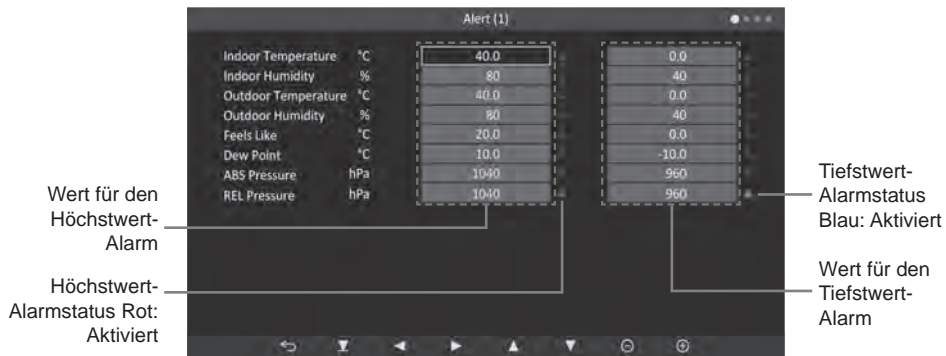 Alert (1)
Indoor Temperature °C 40.0 0.0
Indoor Humidity % 80 40
Outdoor Temperature °C 40.0 0.0
Outdoor Humidity % 80 40
Feels Like °C 20.0 0.0
Dew Point °C 10.0 -10.0
ABS Pressure hPa 1040 960
REL Pressure hPa 1040 960
Wert für den
Höchstwert-
Alarm
Höchstwert-
Alarmstatus Rot:
Aktiviert
Tiefstwert-
Alarmstatus
Blau: Aktiviert
Wert für den
Tiefstwert-
Alarm